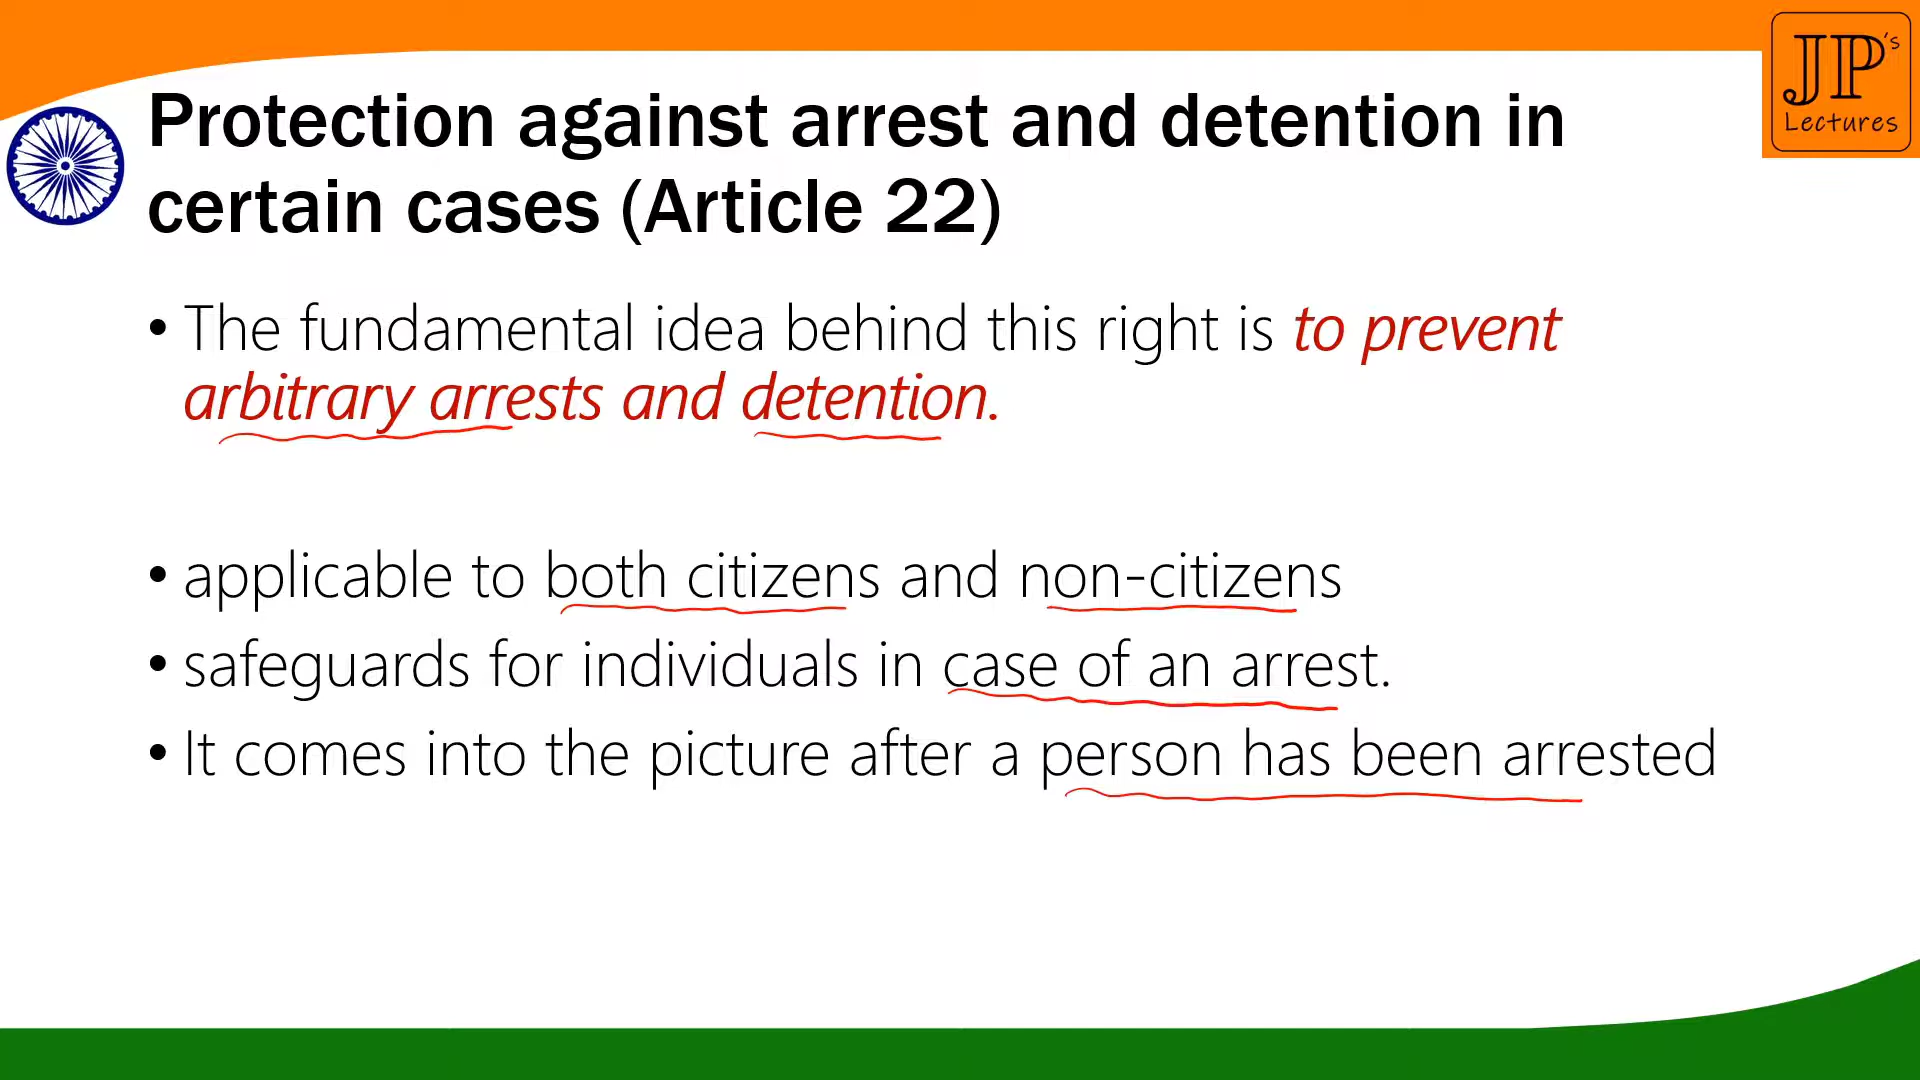 JP's
Lectures
Protection against arrest and detention in
certain cases (Article 22)
• The fundamental idea behind this right is to prevent
arbitrary arrests and detention.
• applicable to both citizens and non-citizens
• safeguards for individuals in case of an arrest.
• It comes into the picture after a person has been arrested